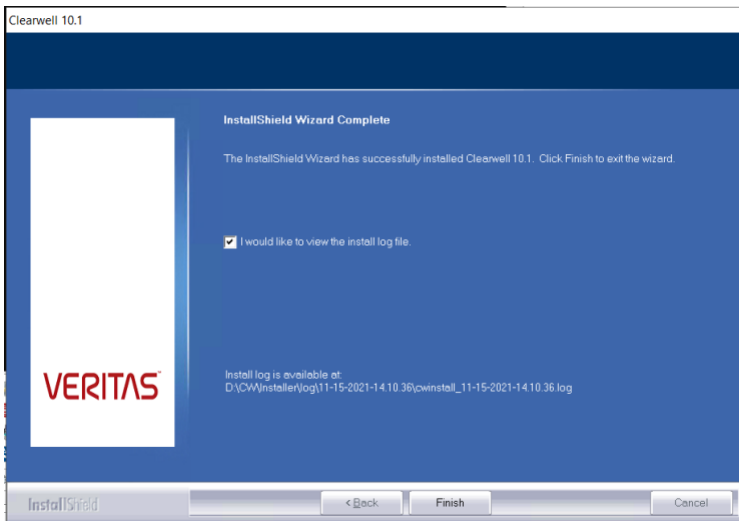 Clearwell 10.1
InstallShield Wizard Complete
The InstallShield Wizard has successfully installed Clearwell 10.1. Click Finish to exit the wizard.
I would like to view the install log file.
VERITAS™
Install log is available at:
D:\CW\Installer\log\11-15-2021-14.10.36\cwinstall_11-15-2021-14.10.36.log
InstallShield
< Back
Finish
Cancel